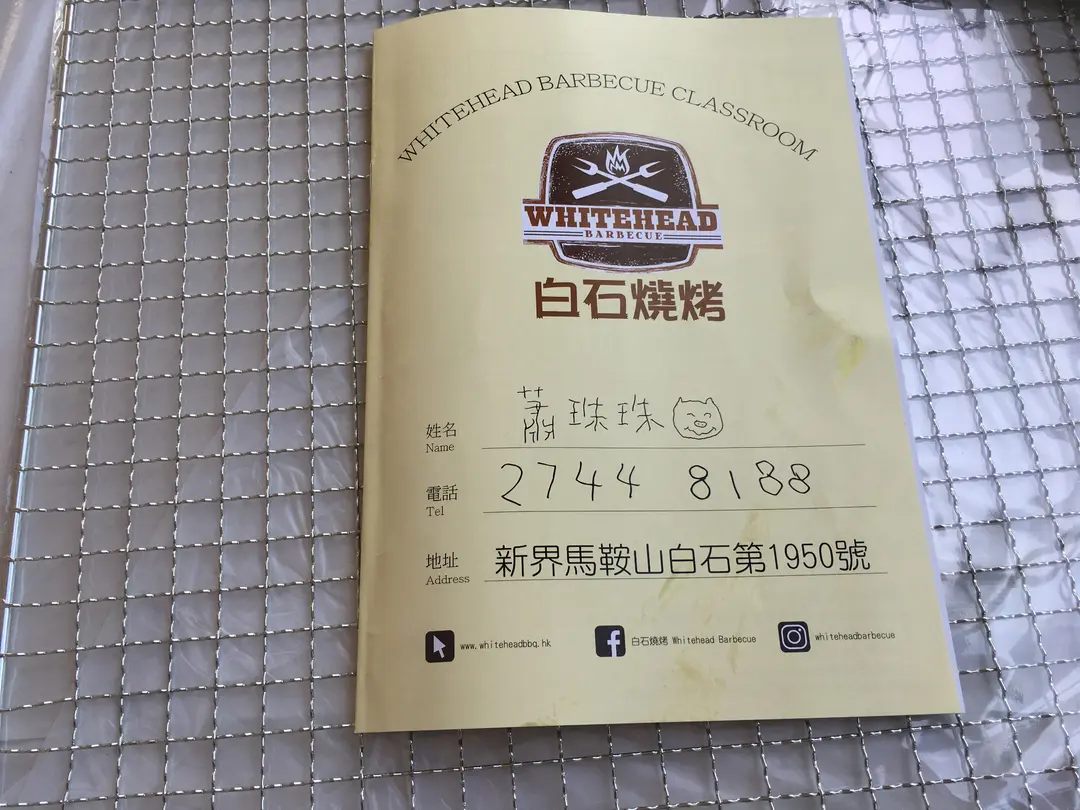 WHITEHEAD BARBECUE CLASSROOM
WHITEHEAD
BARBECUE
白石燒烤
姓名 蕭珠珠
Name
電話 2744 8188
Tel
地址 新界馬鞍山白石第1950號
Address
www.whiteheadbbq.hk 白石燒烤 Whitehead Barbecue whiteheadbarbecue